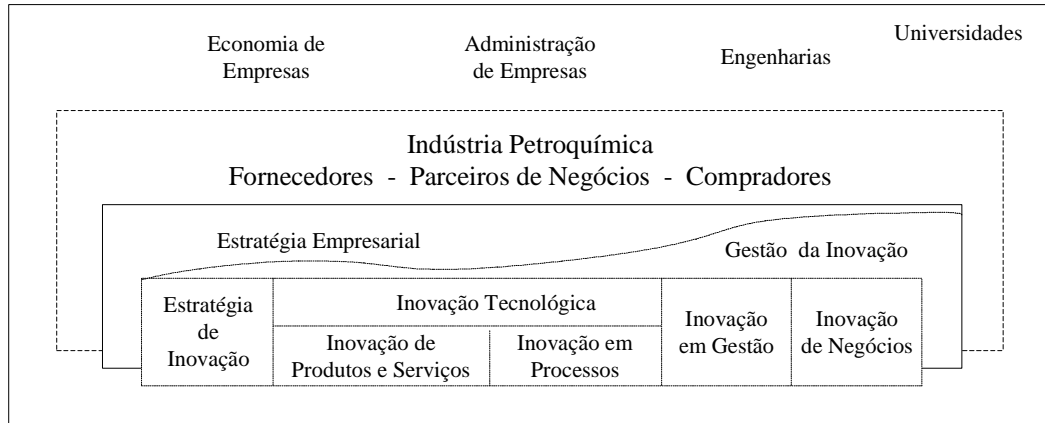 Universidades
Economia de
Empresas
Administração
de Empresas
Engenharias
Indústria Petroquímica
Fornecedores - Parceiros de Negócios - Compradores
Estratégia Empresarial
Gestão da Inovação
Estratégia
de
Inovação
Inovação Tecnológica
Inovação de
Produtos e Serviços
Inovação em
Processos
Inovação
em Gestão
Inovação
de Negócios